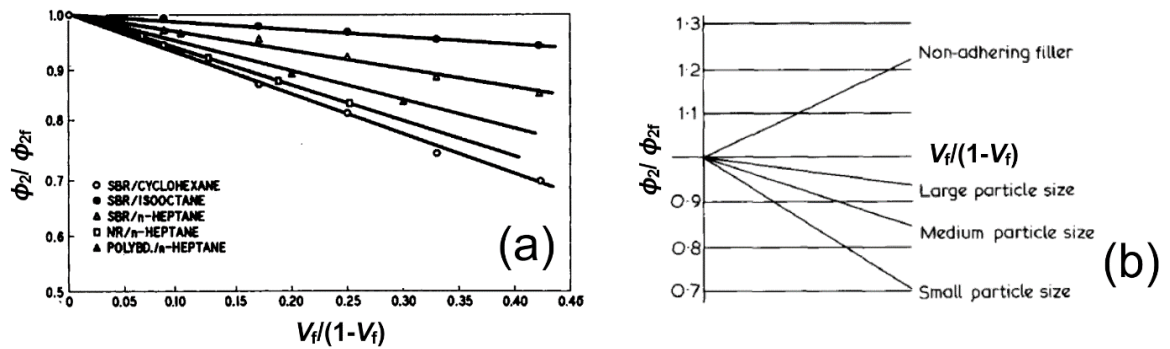 1.0
0.9
0.8
0.7
0.5
ϕ2/ ϕ2f
SBR/CYCLOHEXANE
SBR/ISOOCTANE
SBR/n-HEPTANE
NR/n-HEPTANE
POLYBD./n-HEPTANE
(a)
0 0.05 0.10 0.15 0.20 0.25 0.30 0.35 0.40 0.45
Vf/(1-Vf)
1·3
1·2
1·1
0·9
0·8
0·7
ϕ2/ ϕ2f
Non-adhering filler
Vf/(1-Vf)
Large particle size
Medium particle size
Small particle size
(b)